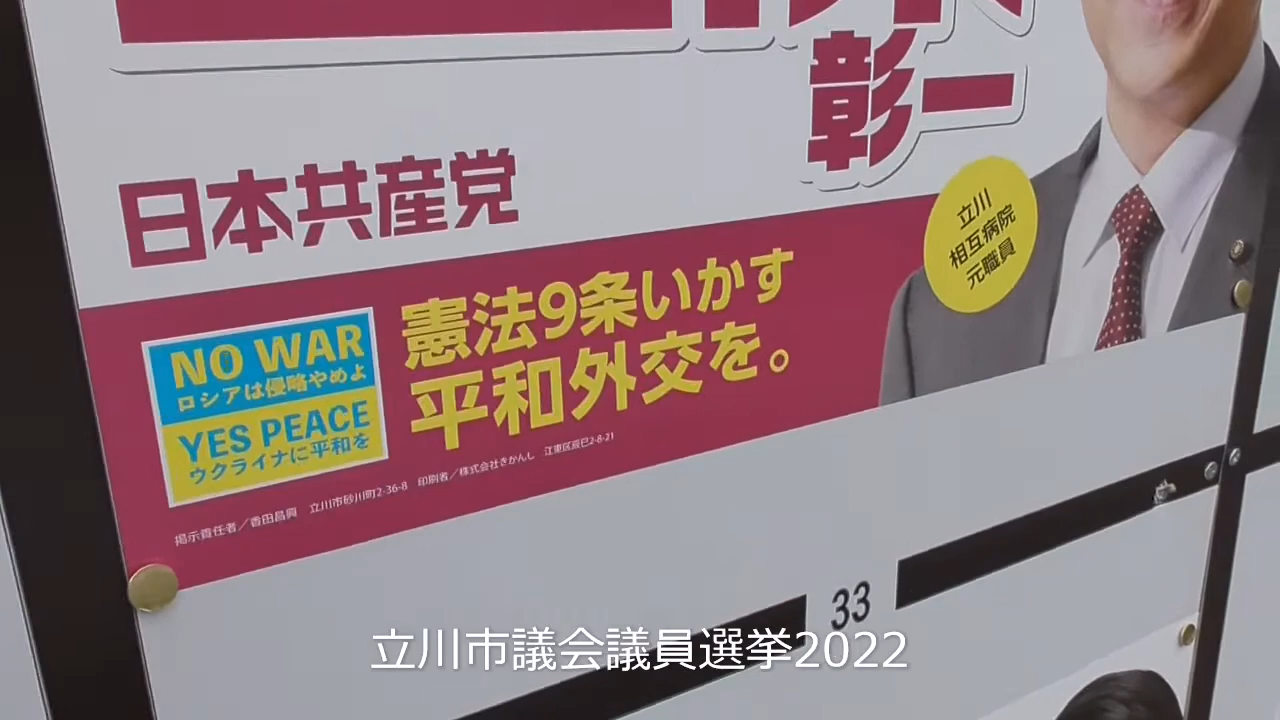 彰一
日本共産党
立川
相互病院
元職員
憲法9条いかす
平和外交を。
NO WAR
ロシアは侵略やめよ
YES PEACE
ウクライナに平和を
掲示責任者/香田昌興 立川市砂川町2-36-8 印刷者/株式会社きかんし 江東区辰巳2-8-21
33
立川市議会議員選挙2022